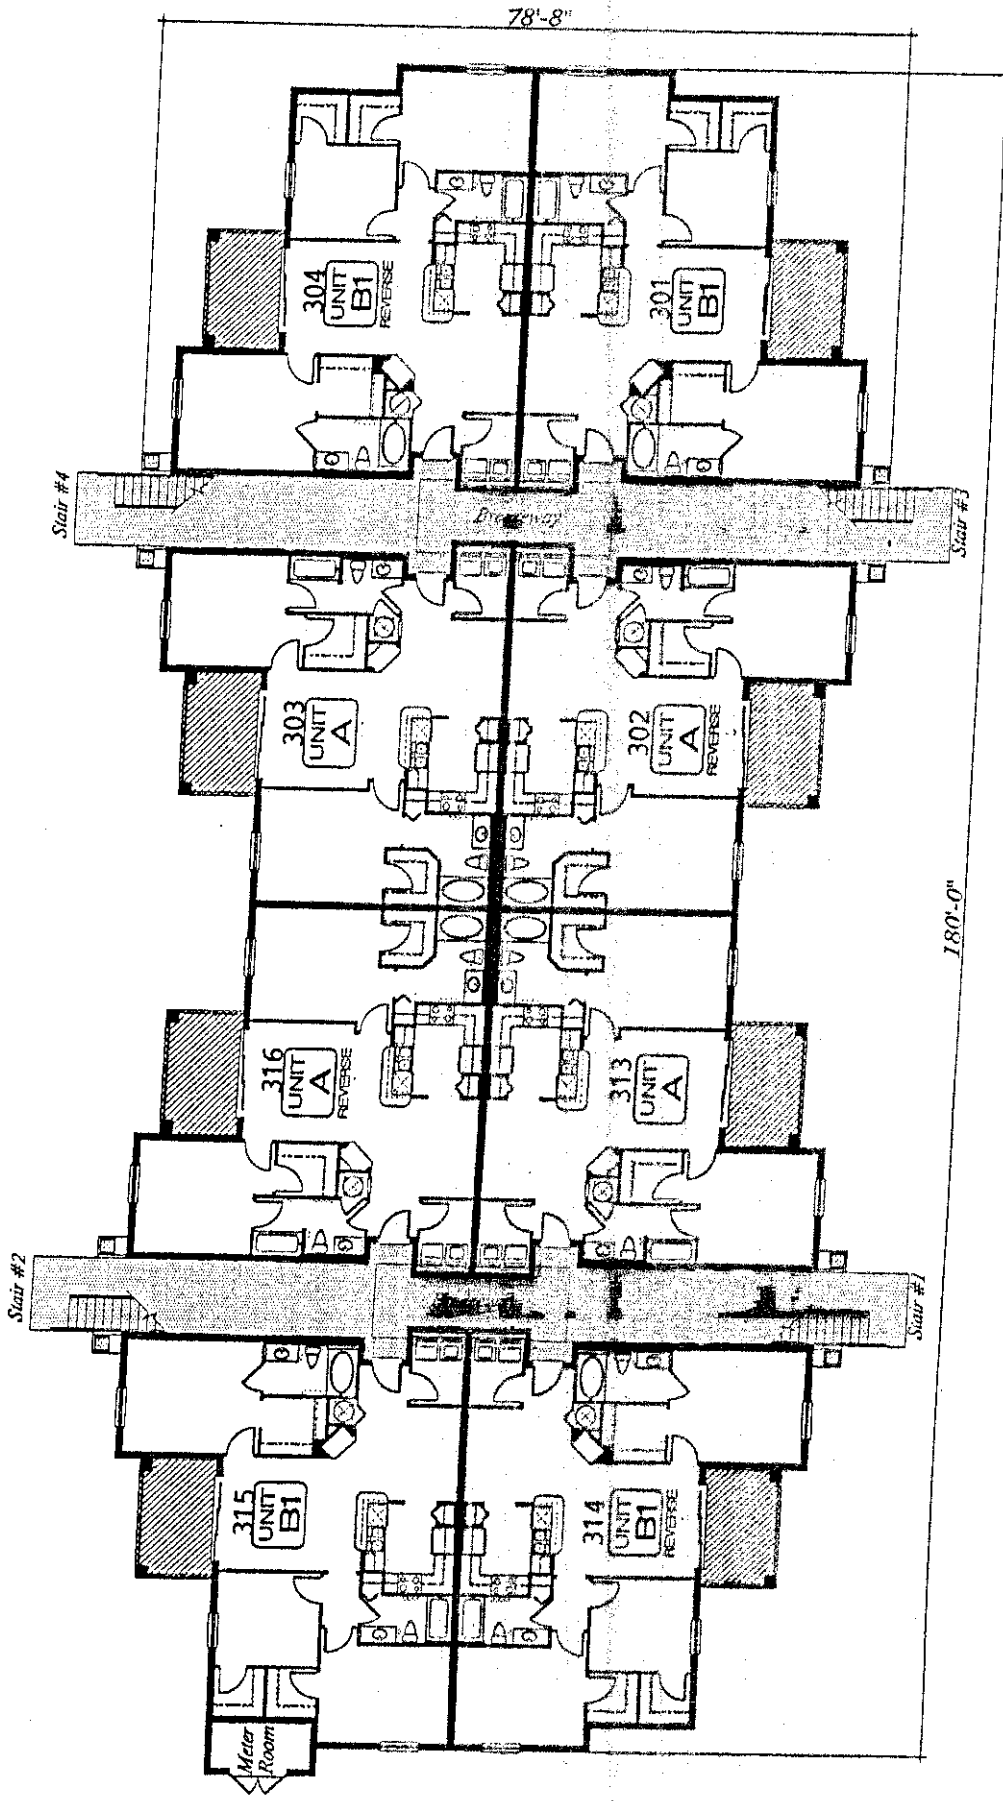 78'-8"
304
UNIT
B1
REVERSE
301
UNIT
B1
Stair #4
Breezeway
Stair #3
303
UNIT
A
302
UNIT
A
REVERSE
180'-0"
316
UNIT
A
REVERSE
313
UNIT
A
Stair #2
Stair #1
315
UNIT
B1
314
UNIT
B1
REVERSE
Meter
Room